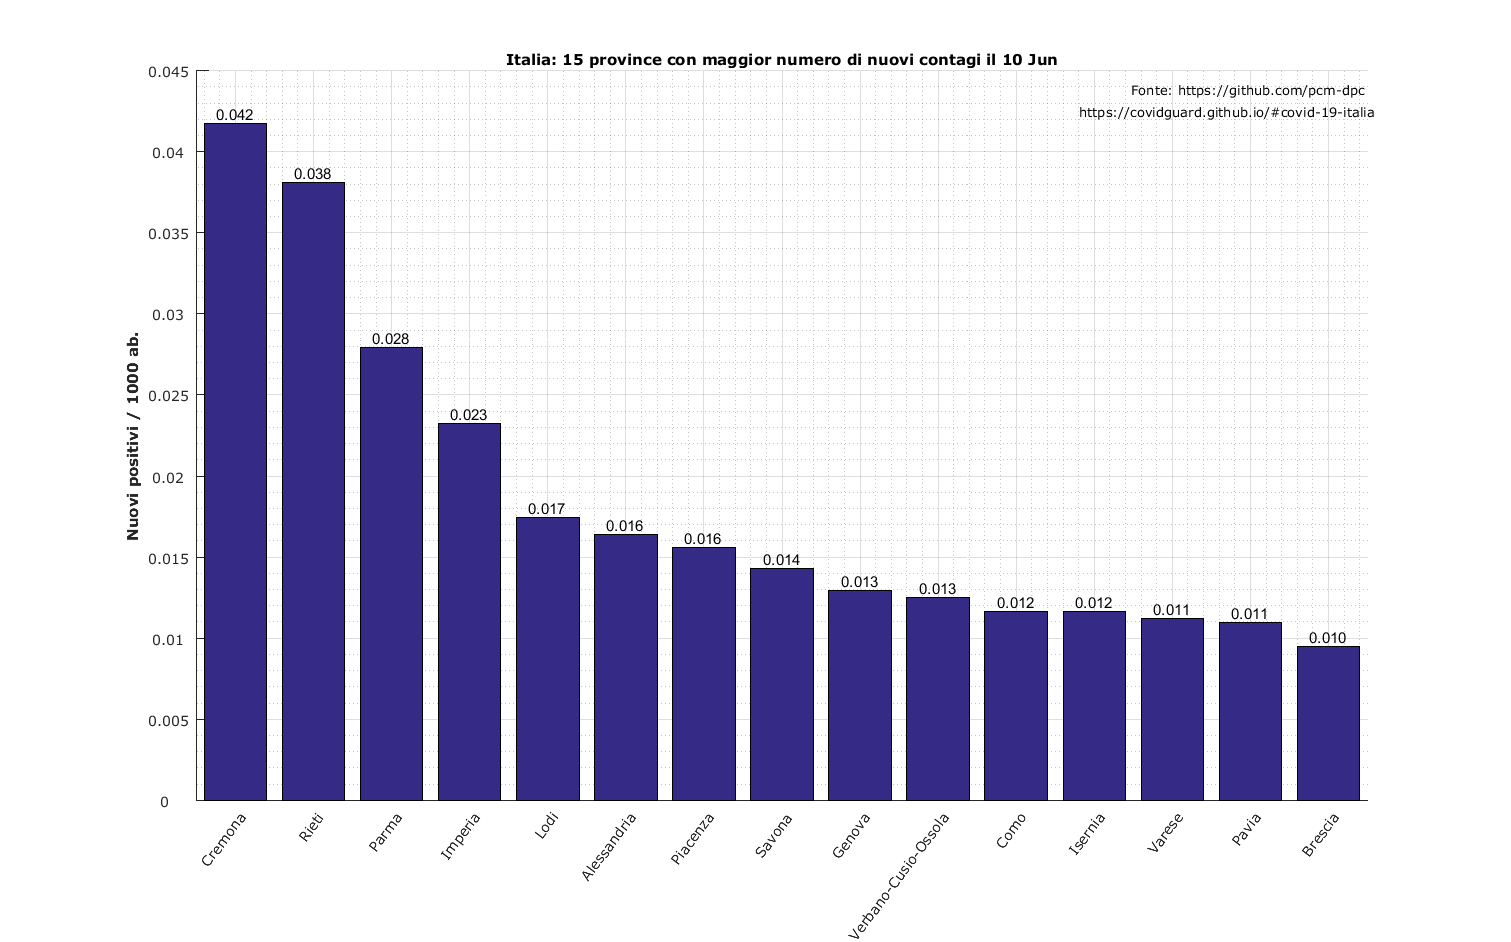 Italia: 15 province con maggior numero di nuovi contagi il 10 Jun
Fonte: https://github.com/pcm-dpc
https://covidguard.github.io/#covid-19-italia
Nuovi positivi / 1000 ab.
0.045
0.04
0.035
0.03
0.025
0.02
0.015
0.01
0.005
0
0.042
0.038
0.028
0.023
0.017
0.016
0.016
0.014
0.013
0.013
0.012
0.012
0.011
0.011
0.010
Cremona
Rieti
Parma
Imperia
Lodi
Alessandria
Piacenza
Savona
Genova
Verbano-Cusio-Ossola
Como
Isernia
Varese
Pavia
Brescia